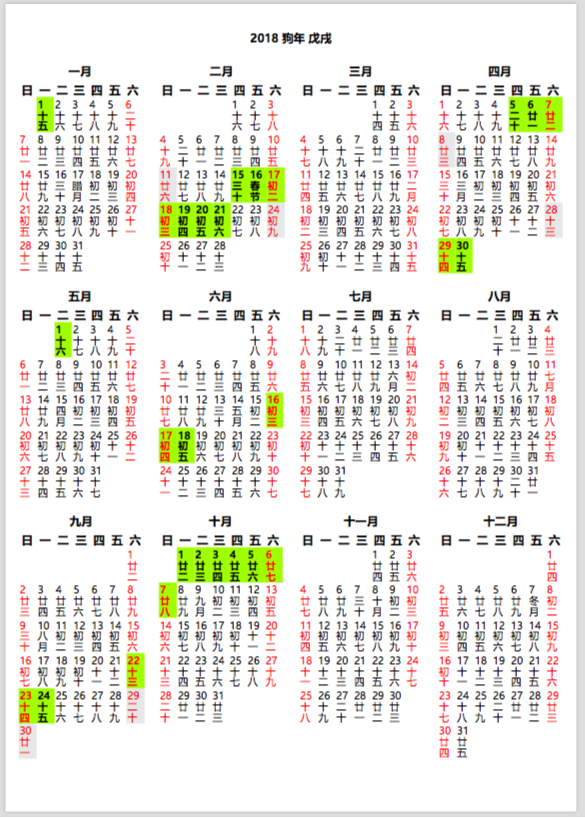 2018 狗年 戊戌
一月
日 一 二 三 四 五 六
1 2 3 4 5 6
十五 十六 十七 十八 十九 二十
7 8 9 10 11 12 13
廿一 廿二 廿三 廿四 廿五 廿六 廿七
14 15 16 17 18 19 20
廿八 廿九 三十 腊月 初二 初三 初四
21 22 23 24 25 26 27
初五 初六 初七 初八 初九 初十 十一
28 29 30 31
十二 十三 十四 十五
二月
日 一 二 三 四 五 六
1 2 3
十六 十七 十八
4 5 6 7 8 9 10
十九 二十 廿一 廿二 廿三 廿四 廿五
11 12 13 14 15 16 17
廿六 廿七 廿八 廿九 三十 春节 初二
18 19 20 21 22 23 24
初三 初四 初五 初六 初七 初八 初九
25 26 27 28
初十 十一 十二 十三
三月
日 一 二 三 四 五 六
1 2 3
十四 十五 十六
4 5 6 7 8 9 10
十七 十八 十九 二十 廿一 廿二 廿三
11 12 13 14 15 16 17
廿四 廿五 廿六 廿七 廿八 廿九 二月
18 19 20 21 22 23 24
初二 初三 初四 初五 初六 初七 初八
25 26 27 28 29 30 31
初九 初十 十一 十二 十三 十四 十五
四月
日 一 二 三 四 五 六
1 2 3 4 5 6 7
十六 十七 十八 十九 二十 廿一 廿二
8 9 10 11 12 13 14
廿三 廿四 廿五 廿六 廿七 廿八 廿九
15 16 17 18 19 20 21
三十 三月 初二 初三 初四 初五 初六
22 23 24 25 26 27 28
初七 初八 初九 初十 十一 十二 十三
29 30
十四 十五
五月
日 一 二 三 四 五 六
1 2 3 4 5
十六 十七 十八 十九 二十
6 7 8 9 10 11 12
廿一 廿二 廿三 廿四 廿五 廿六 廿七
13 14 15 16 17 18 19
廿八 廿九 四月 初二 初三 初四 初五
20 21 22 23 24 25 26
初六 初七 初八 初九 初十 十一 十二
27 28 29 30 31
十三 十四 十五 十六 十七
六月
日 一 二 三 四 五 六
1 2
十八 十九
3 4 5 6 7 8 9
二十 廿一 廿二 廿三 廿四 廿五 廿六
10 11 12 13 14 15 16
廿七 廿八 廿九 三十 五月 初二 初三
17 18 19 20 21 22 23
初四 初五 初六 初七 初八 初九 初十
24 25 26 27 28 29 30
十一 十二 十三 十四 十五 十六 十七
七月
日 一 二 三 四 五 六
1 2 3 4 5 6 7
十八 十九 二十 廿一 廿二 廿三 廿四
8 9 10 11 12 13 14
廿五 廿六 廿七 廿八 廿九 六月 初二
15 16 17 18 19 20 21
初三 初四 初五 初六 初七 初八 初九
22 23 24 25 26 27 28
初十 十一 十二 十三 十四 十五 十六
29 30 31
十七 十八 十九
八月
日 一 二 三 四 五 六
1 2 3 4
二十 廿一 廿二 廿三
5 6 7 8 9 10 11
廿四 廿五 廿六 廿七 廿八 廿九 七月
12 13 14 15 16 17 18
初二 初三 初四 初五 初六 初七 初八
19 20 21 22 23 24 25
初九 初十 十一 十二 十三 十四 十五
26 27 28 29 30 31
十六 十七 十八 十九 二十 廿一
九月
日 一 二 三 四 五 六
1
廿二
2 3 4 5 6 7 8
廿三 廿四 廿五 廿六 廿七 廿八 廿九
9 10 11 12 13 14 15
三十 八月 初二 初三 初四 初五 初六
16 17 18 19 20 21 22
初七 初八 初九 初十 十一 十二 十三
23 24 25 26 27 28 29
十四 十五 十六 十七 十八 十九 二十
30
廿一
十月
日 一 二 三 四 五 六
1 2 3 4 5 6
廿二 廿三 廿四 廿五 廿六 廿七
7 8 9 10 11 12 13
廿八 廿九 九月 初二 初三 初四 初五
14 15 16 17 18 19 20
初六 初七 初八 初九 初十 十一 十二
21 22 23 24 25 26 27
十三 十四 十五 十六 十七 十八 十九
28 29 30 31
二十 廿一 廿二 廿三
十一月
日 一 二 三 四 五 六
1 2 3
廿四 廿五 廿六
4 5 6 7 8 9 10
廿七 廿八 廿九 三十 十月 初二 初三
11 12 13 14 15 16 17
初四 初五 初六 初七 初八 初九 初十
18 19 20 21 22 23 24
十一 十二 十三 十四 十五 十六 十七
25 26 27 28 29 30
十八 十九 二十 廿一 廿二 廿三
十二月
日 一 二 三 四 五 六
1
廿四
2 3 4 5 6 7 8
廿五 廿六 廿七 廿八 廿九 冬月 初二
9 10 11 12 13 14 15
初三 初四 初五 初六 初七 初八 初九
16 17 18 19 20 21 22
初十 十一 十二 十三 十四 十五 十六
23 24 25 26 27 28 29
十七 十八 十九 二十 廿一 廿二 廿三
30 31
廿四 廿五